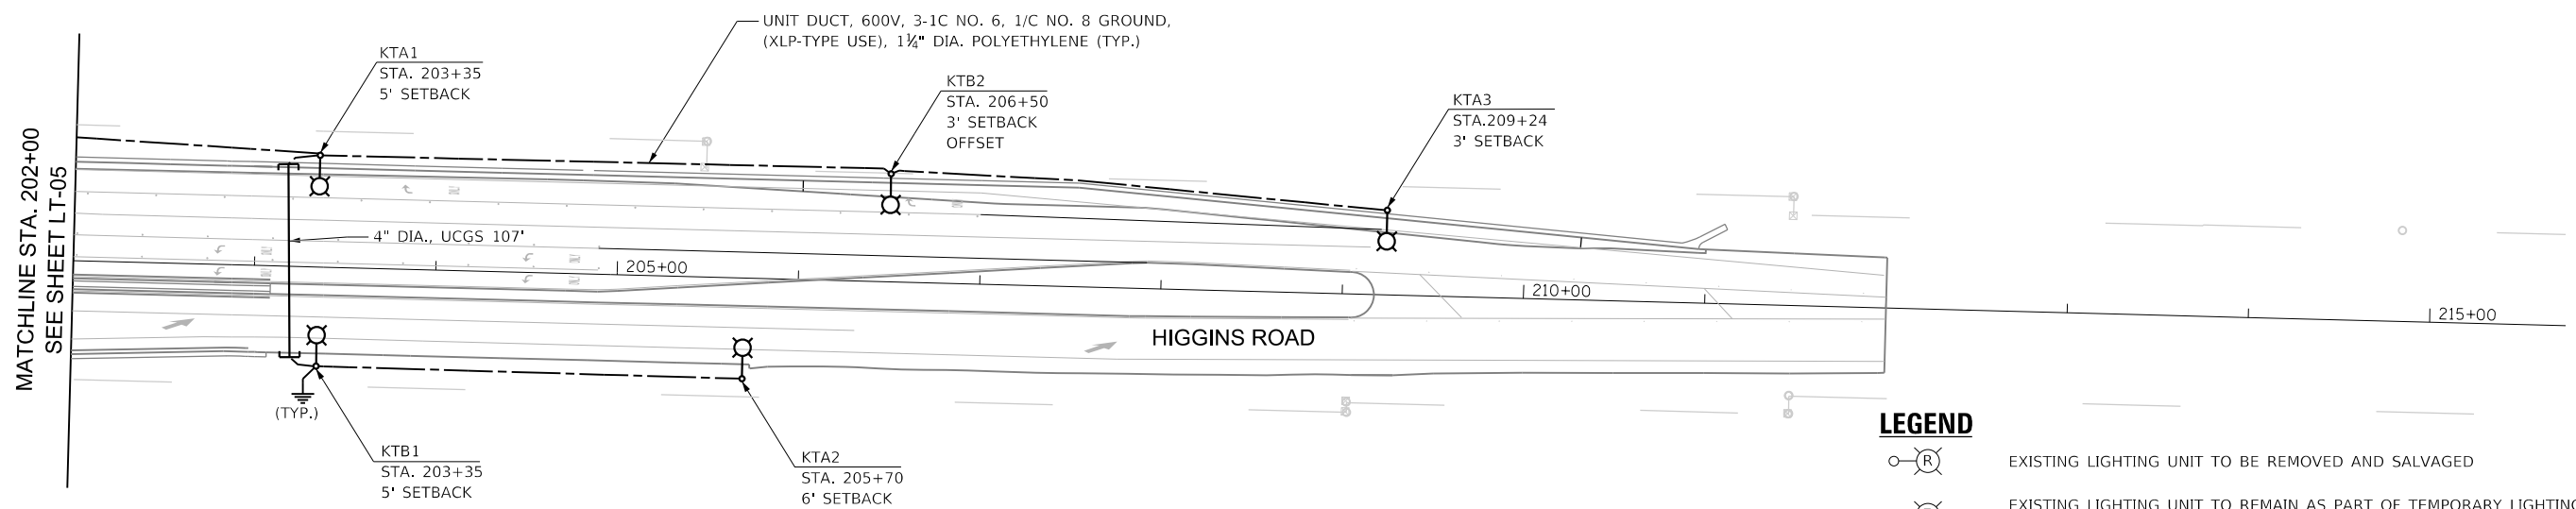 UNIT DUCT, 600V, 3-1C NO. 6, 1/C NO. 8 GROUND,
(XLP-TYPE USE), 1¼" DIA. POLYETHYLENE (TYP.)
KTA1
STA. 203+35
5' SETBACK
KTB2
STA. 206+50
3' SETBACK
OFFSET
KTA3
STA.209+24
3' SETBACK
MATCHLINE STA. 202+00
SEE SHEET LT-05
4" DIA., UCGS 107'
205+00
210+00
215+00
HIGGINS ROAD
(TYP.)
KTB1
STA. 203+35
5' SETBACK
KTA2
STA. 205+70
6' SETBACK
LEGEND
R
EXISTING LIGHTING UNIT TO BE REMOVED AND SALVAGED
EXISTING LIGHTING UNIT TO REMAIN AS PART OF TEMPORARY LIGHTING